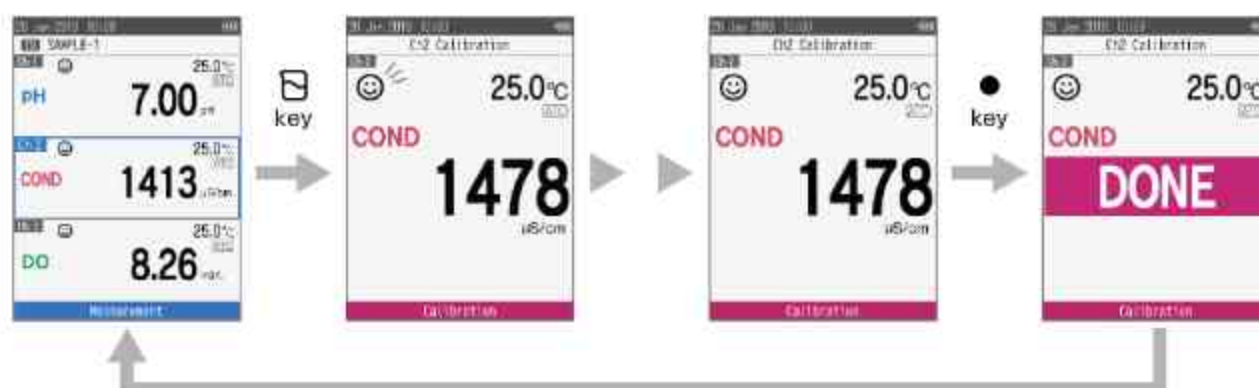 SAMPLE-1
25.0℃
pH 7.00 pH
25.0℃
COND 1413
25.0℃
DO 8.26
Measurement
key
Ch2 Calibration
25.0℃
COND
1478
µS/cm
Calibration
Ch2 Calibration
25.0℃
COND
1478
µS/cm
Calibration
key
Ch2 Calibration
25.0℃
COND
DONE
Calibration